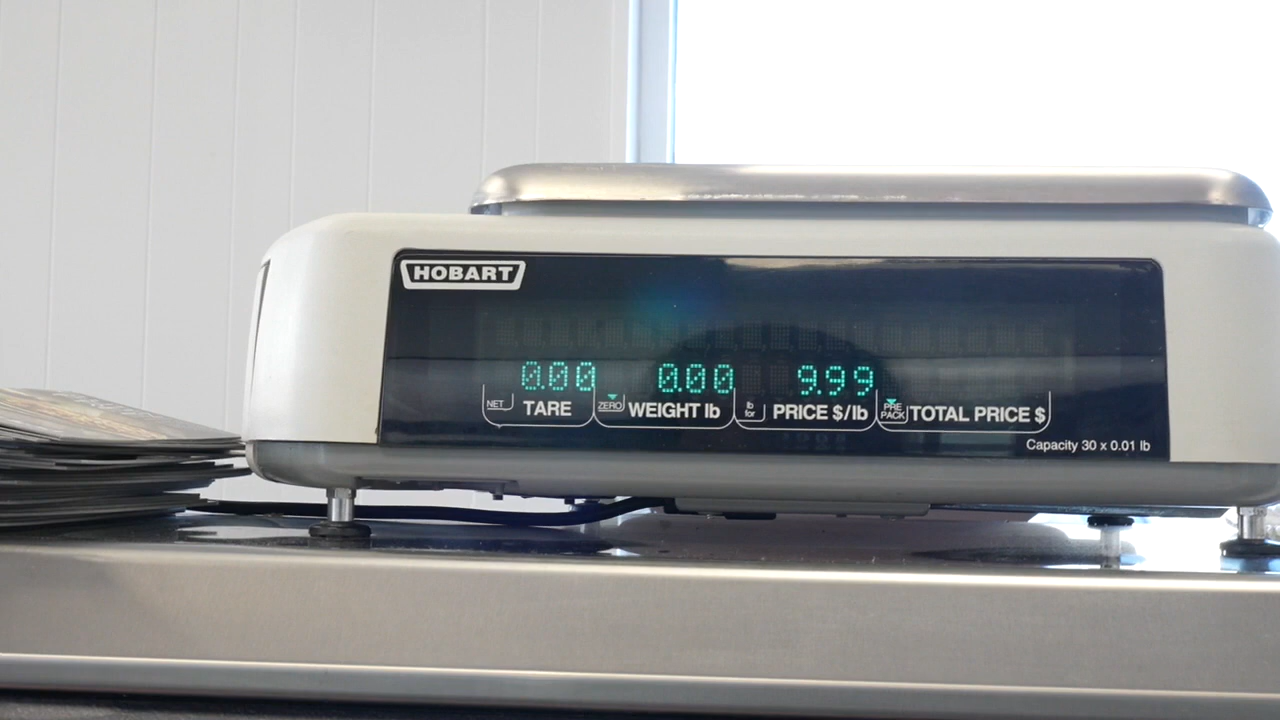 HOBART
0.00 0.00 9.99
NET TARE ZERO WEIGHT lb lb for PRICE $/lb PRE PACK TOTAL PRICE $
Capacity 30 x 0.01 lb